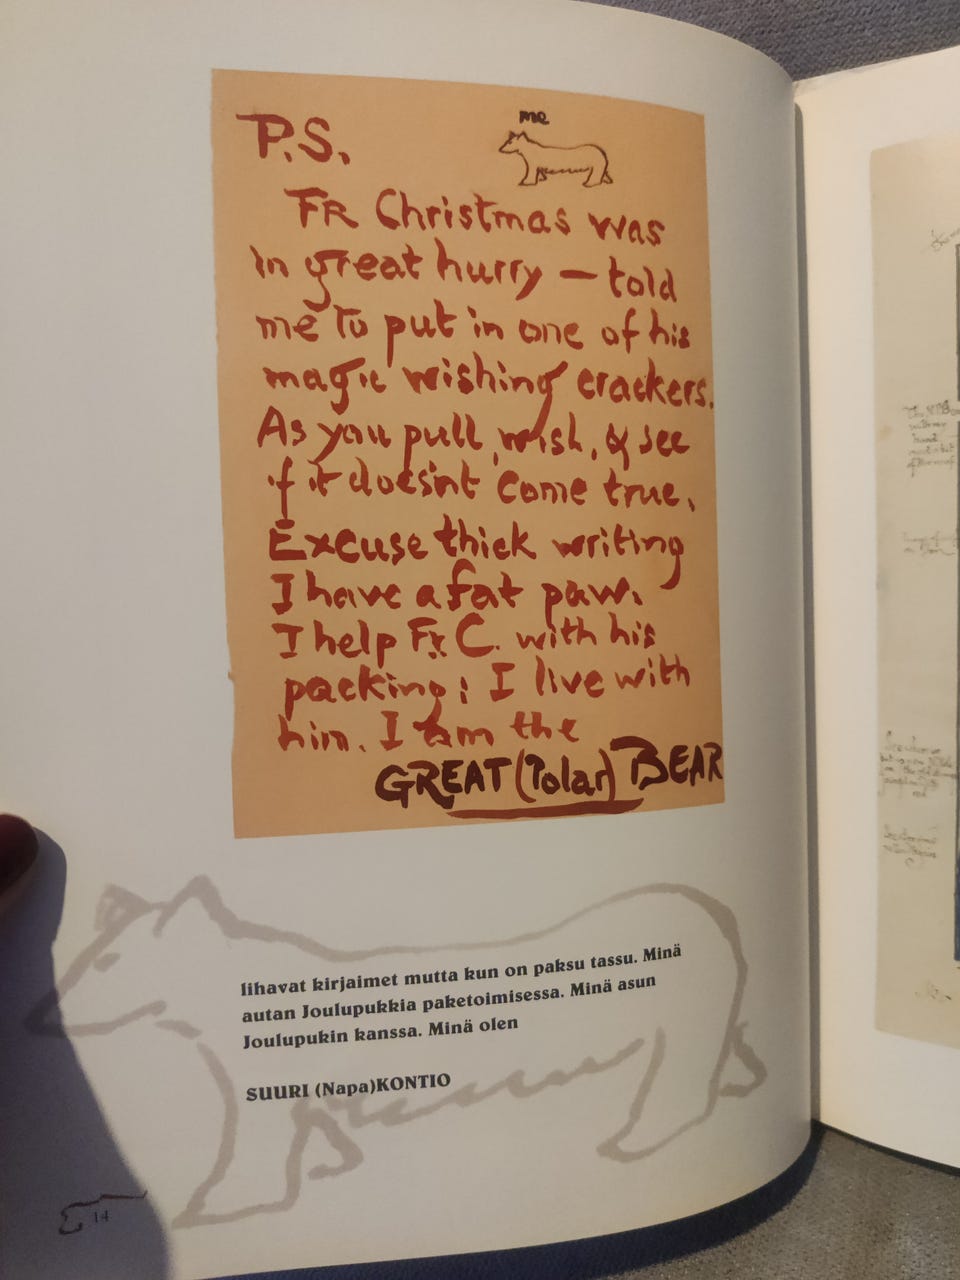 P.S.
me
FR Christmas was
in great hurry — told
me to put in one of his
magic wishing crackers.
As you pull, wish, & see
if it doesn't come true.
Excuse thick writing
I have a fat paw.
I help Fr. C. with his
packing: I live with
him. I am the
GREAT (Polar) BEAR
lihavat kirjaimet mutta kun on paksu tassu. Minä
autan Joulupukkia paketoimisessa. Minä asun
Joulupukin kanssa. Minä olen
SUURI (Napa)KONTIO
14